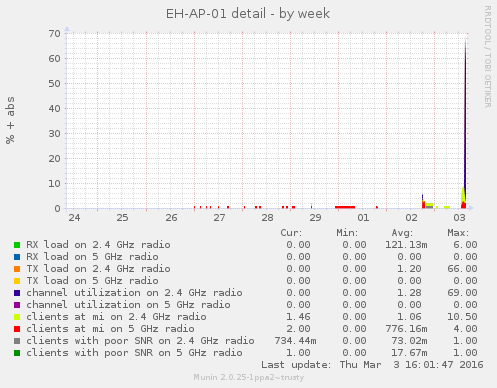 EH-AP-01 detail - by week
RRDTOOL / TOBI OETIKER
% + abs
70
60
50
40
30
20
10
0
24 25 26 27 28 29 01 02 03
Cur: Min: Avg: Max:
RX load on 2.4 GHz radio 0.00 0.00 121.13m 6.00
RX load on 5 GHz radio 0.00 0.00 0.00 0.00
TX load on 2.4 GHz radio 0.00 0.00 1.20 66.00
TX load on 5 GHz radio 0.00 0.00 0.00 0.00
channel utilization on 2.4 GHz radio 0.00 0.00 1.28 69.00
channel utilization on 5 GHz radio 0.00 0.00 0.00 0.00
clients at mi on 2.4 GHz radio 1.46 0.00 1.06 10.50
clients at mi on 5 GHz radio 2.00 0.00 776.16m 4.00
clients with poor SNR on 2.4 GHz radio 734.44m 0.00 73.02m 1.00
clients with poor SNR on 5 GHz radio 1.00 0.00 17.67m 1.00
Last update: Thu Mar 3 16:01:47 2016
Munin 2.0.25-1ppa2~trusty